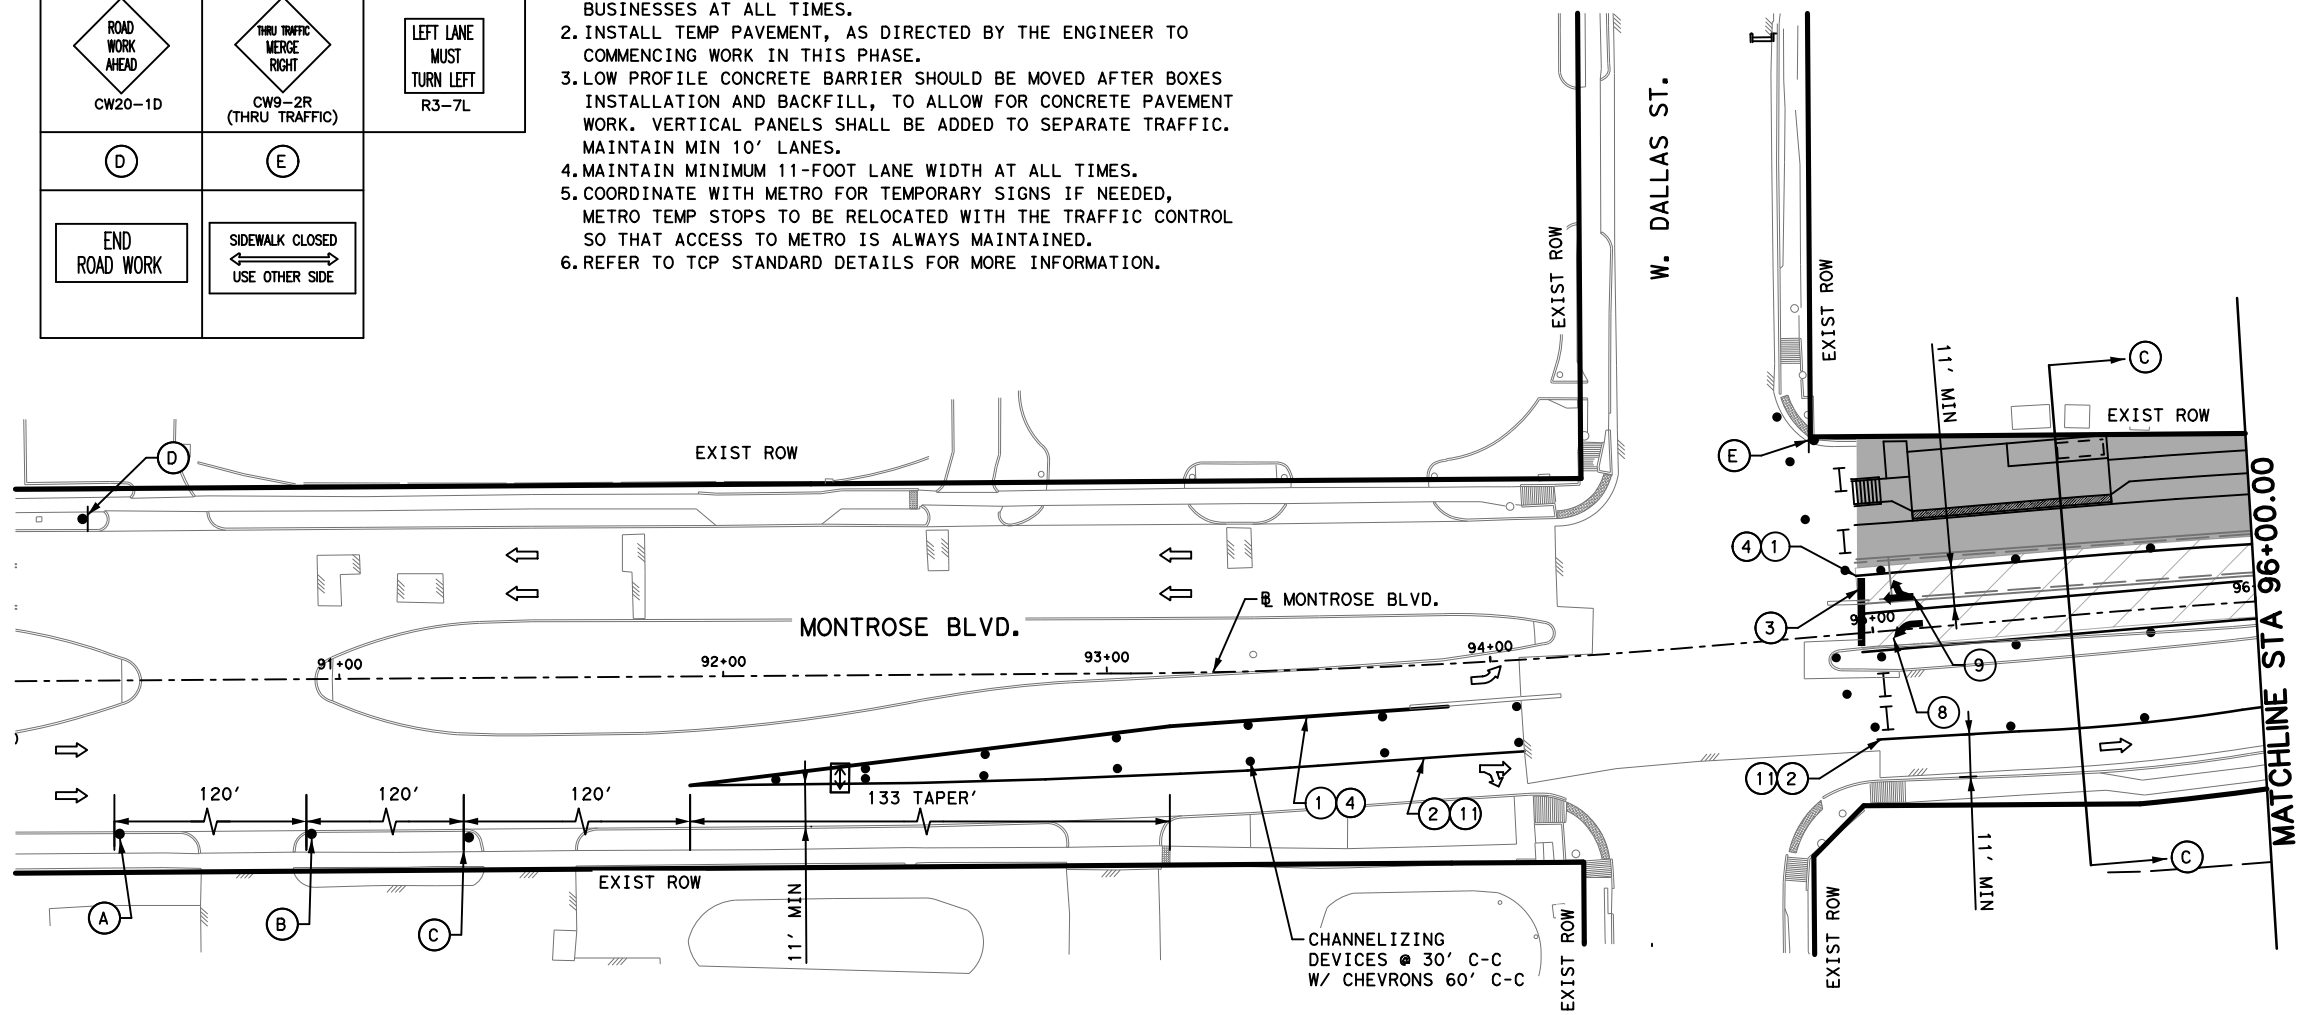 ROAD
WORK
AHEAD
CW20-1D
THRU TRAFFIC
MERGE
RIGHT
CW9-2R
(THRU TRAFFIC)
LEFT LANE
MUST
TURN LEFT
R3-7L
D
E
END
ROAD WORK
SIDEWALK CLOSED
USE OTHER SIDE
BUSINESSES AT ALL TIMES.
2. INSTALL TEMP PAVEMENT, AS DIRECTED BY THE ENGINEER TO
COMMENCING WORK IN THIS PHASE.
3. LOW PROFILE CONCRETE BARRIER SHOULD BE MOVED AFTER BOXES
INSTALLATION AND BACKFILL, TO ALLOW FOR CONCRETE PAVEMENT
WORK. VERTICAL PANELS SHALL BE ADDED TO SEPARATE TRAFFIC.
MAINTAIN MIN 10' LANES.
4. MAINTAIN MINIMUM 11-FOOT LANE WIDTH AT ALL TIMES.
5. COORDINATE WITH METRO FOR TEMPORARY SIGNS IF NEEDED,
METRO TEMP STOPS TO BE RELOCATED WITH THE TRAFFIC CONTROL
SO THAT ACCESS TO METRO IS ALWAYS MAINTAINED.
6. REFER TO TCP STANDARD DETAILS FOR MORE INFORMATION.
W. DALLAS ST.
EXIST ROW
EXIST ROW
11' MIN
C
EXIST ROW
EXIST ROW
D
E
4 1
3
MONTROSE BLVD.
℄ MONTROSE BLVD.
91+00
92+00
93+00
94+00
95+00
96+
9
8
11 2
MATCHLINE STA 96+00.00
120'
120'
120'
133 TAPER'
1 4
2 11
A
B
C
EXIST ROW
11' MIN
11' MIN
C
CHANNELIZING
DEVICES @ 30' C-C
W/ CHEVRONS 60' C-C
EXIST ROW
EXIST ROW